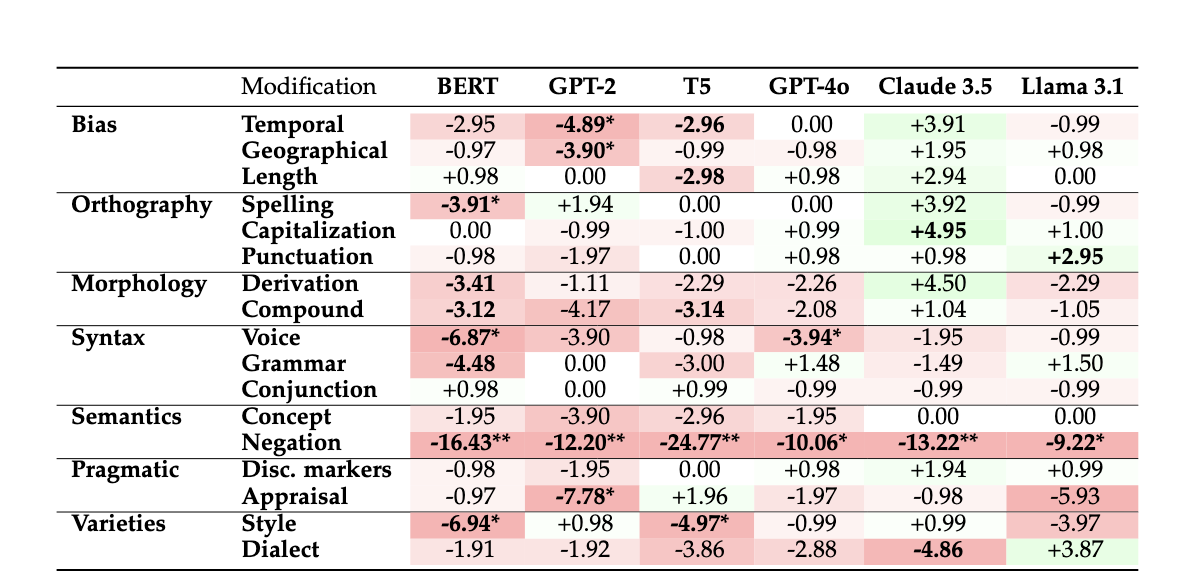 Modification BERT GPT-2 T5 GPT-4o Claude 3.5 Llama 3.1
Bias Temporal -2.95 -4.89* -2.96 0.00 +3.91 -0.99
Geographical -0.97 -3.90* -0.99 -0.98 +1.95 +0.98
Length +0.98 0.00 -2.98 +0.98 +2.94 0.00
Orthography Spelling -3.91* +1.94 0.00 0.00 +3.92 -0.99
Capitalization 0.00 -0.99 -1.00 +0.99 +4.95 +1.00
Punctuation -0.98 -1.97 0.00 +0.98 +0.98 +2.95
Morphology Derivation -3.41 -1.11 -2.29 -2.26 +4.50 -2.29
Compound -3.12 -4.17 -3.14 -2.08 +1.04 -1.05
Syntax Voice -6.87* -3.90 -0.98 -3.94* -1.95 -0.99
Grammar -4.48 0.00 -3.00 +1.48 -1.49 +1.50
Conjunction +0.98 0.00 +0.99 -0.99 -0.99 -0.99
Semantics Concept -1.95 -3.90 -2.96 -1.95 0.00 0.00
Negation -16.43** -12.20** -24.77** -10.06* -13.22** -9.22*
Pragmatic Disc. markers -0.98 -1.95 0.00 +0.98 +1.94 +0.99
Appraisal -0.97 -7.78* +1.96 -1.97 -0.98 -5.93
Varieties Style -6.94* +0.98 -4.97* -0.99 +0.99 -3.97
Dialect -1.91 -1.92 -3.86 -2.88 -4.86 +3.87